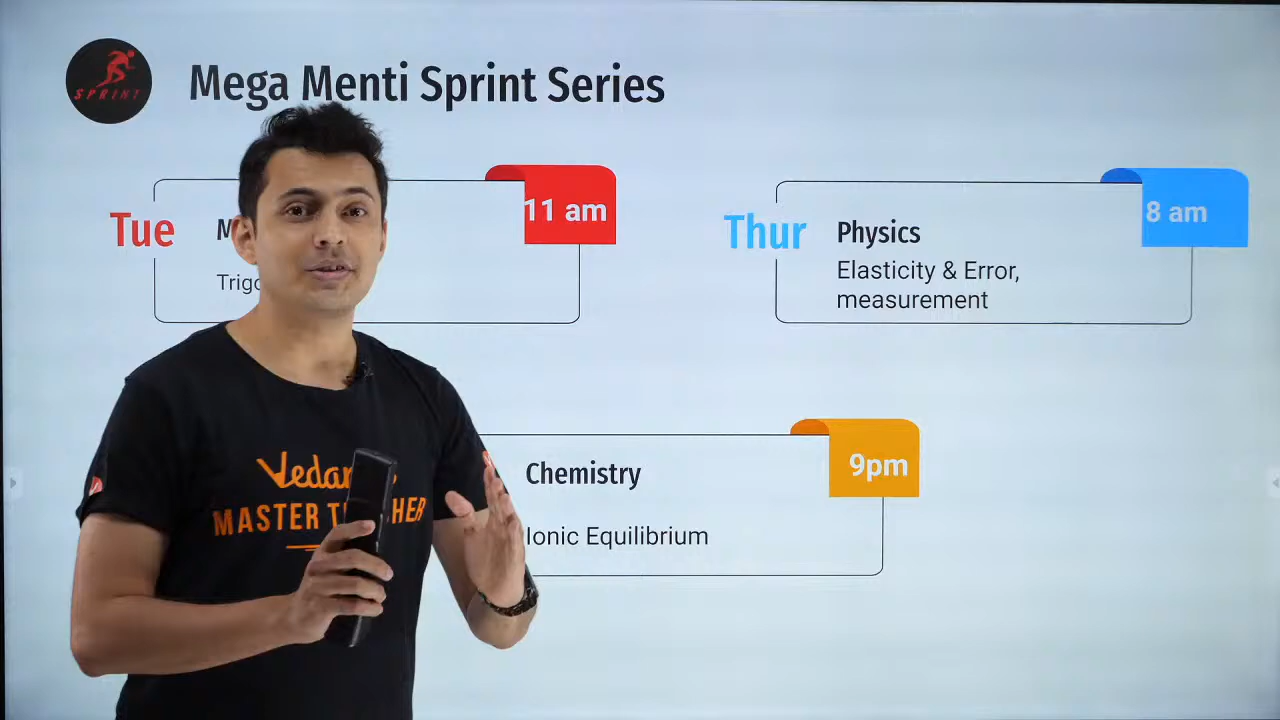 SPRINT
Mega Menti Sprint Series
Tue
11 am
Thur
Physics
8 am
Elasticity & Error,
measurement
Chemistry
9pm
Ionic Equilibrium
MASTER